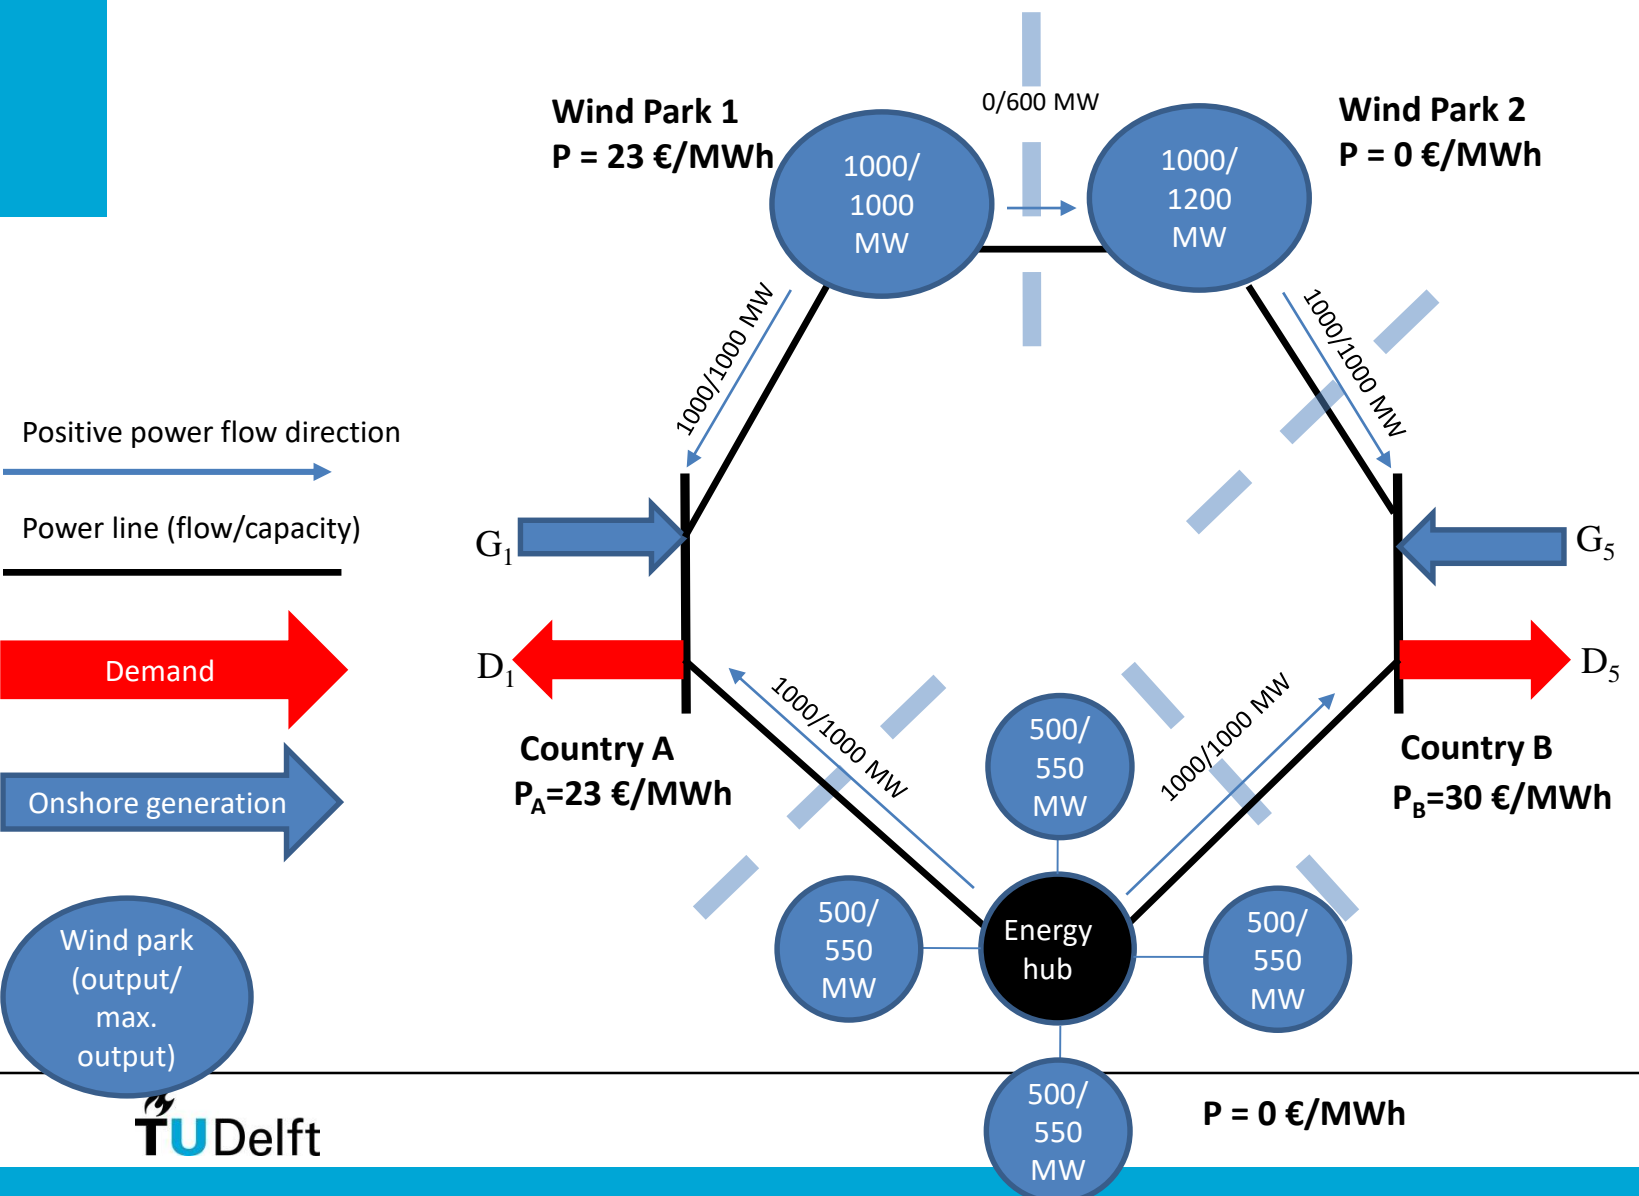 0/600 MW
Wind Park 1
P = 23 €/MWh
1000/
1000
MW
1000/
1200
MW
Wind Park 2
P = 0 €/MWh
1000/1000 MW
1000/1000 MW
Positive power flow direction
Power line (flow/capacity)
G1
G5
Demand
D1
D5
1000/1000 MW
1000/1000 MW
Country A
PA=23 €/MWh
500/
550
MW
Country B
PB=30 €/MWh
Onshore generation
Wind park
(output/
max.
output)
500/
550
MW
Energy
hub
500/
550
MW
500/
550
MW
P = 0 €/MWh
TUDelft